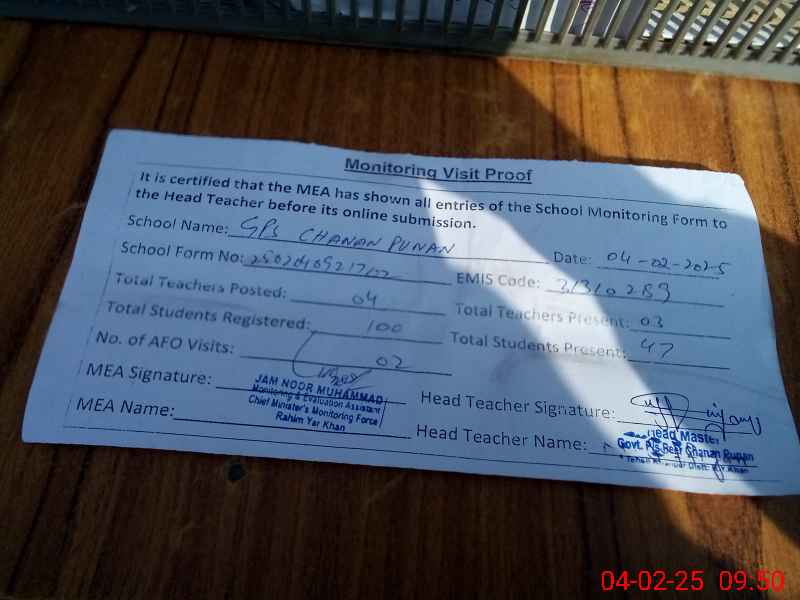 Monitoring Visit Proof
It is certified that the MEA has shown all entries of the School Monitoring Form to
the Head Teacher before its online submission.
School Name: GPS CHANAN PUNAN Date: 04-02-2025
School Form No: EMIS Code: 31310289
Total Teachers Posted: 04 Total Teachers Present: 03
Total Students Registered: 100 Total Students Present: 47
No. of AFO Visits: 02
MEA Signature: Head Teacher Signature:
JAM NOOR MUHAMMAD
Monitoring & Evaluation Assistant
Chief Minister's Monitoring Force
Rahim Yar Khan
MEA Name: Head Teacher Name:
Head Master
Govt. P/s Chanan Punan
04-02-25 09:50